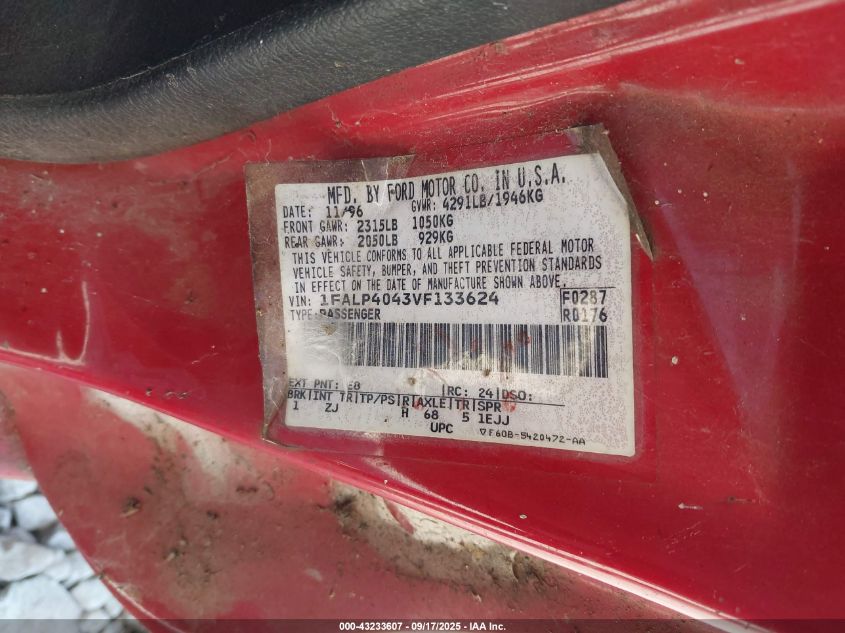 MFD. BY FORD MOTOR CO. IN U.S.A.
DATE: 11/96 GVWR: 4291LB/1946KG
FRONT GAWR: 2315LB 1050KG
REAR GAWR: 2050LB 929KG
THIS VEHICLE CONFORMS TO ALL APPLICABLE FEDERAL MOTOR
VEHICLE SAFETY, BUMPER, AND THEFT PREVENTION STANDARDS
IN EFFECT ON THE DATE OF MANUFACTURE SHOWN ABOVE.
VIN: 1FALP4043VF133624 F0287
TYPE: PASSENGER R0176
EXT PNT: E8 |RC: 24|DSO:
BRK|INT TR|TP/PS|R|AXLE|TR|SPR
1 ZJ H 68 5 1EJJ
UPC ▽F60B-5420472-AA
000-43233607 - 09/17/2025 - IAA Inc.